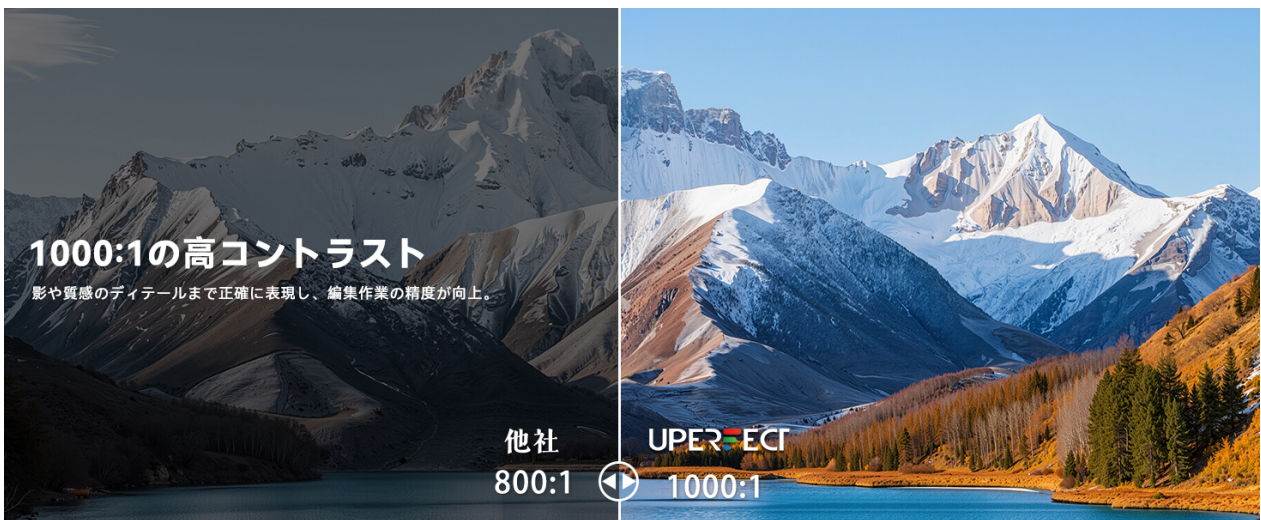 1000:1の高コントラスト
影や質感のディテールまで正確に表現し、編集作業の精度が向上。
他社
800:1
UPERFECT
1000:1